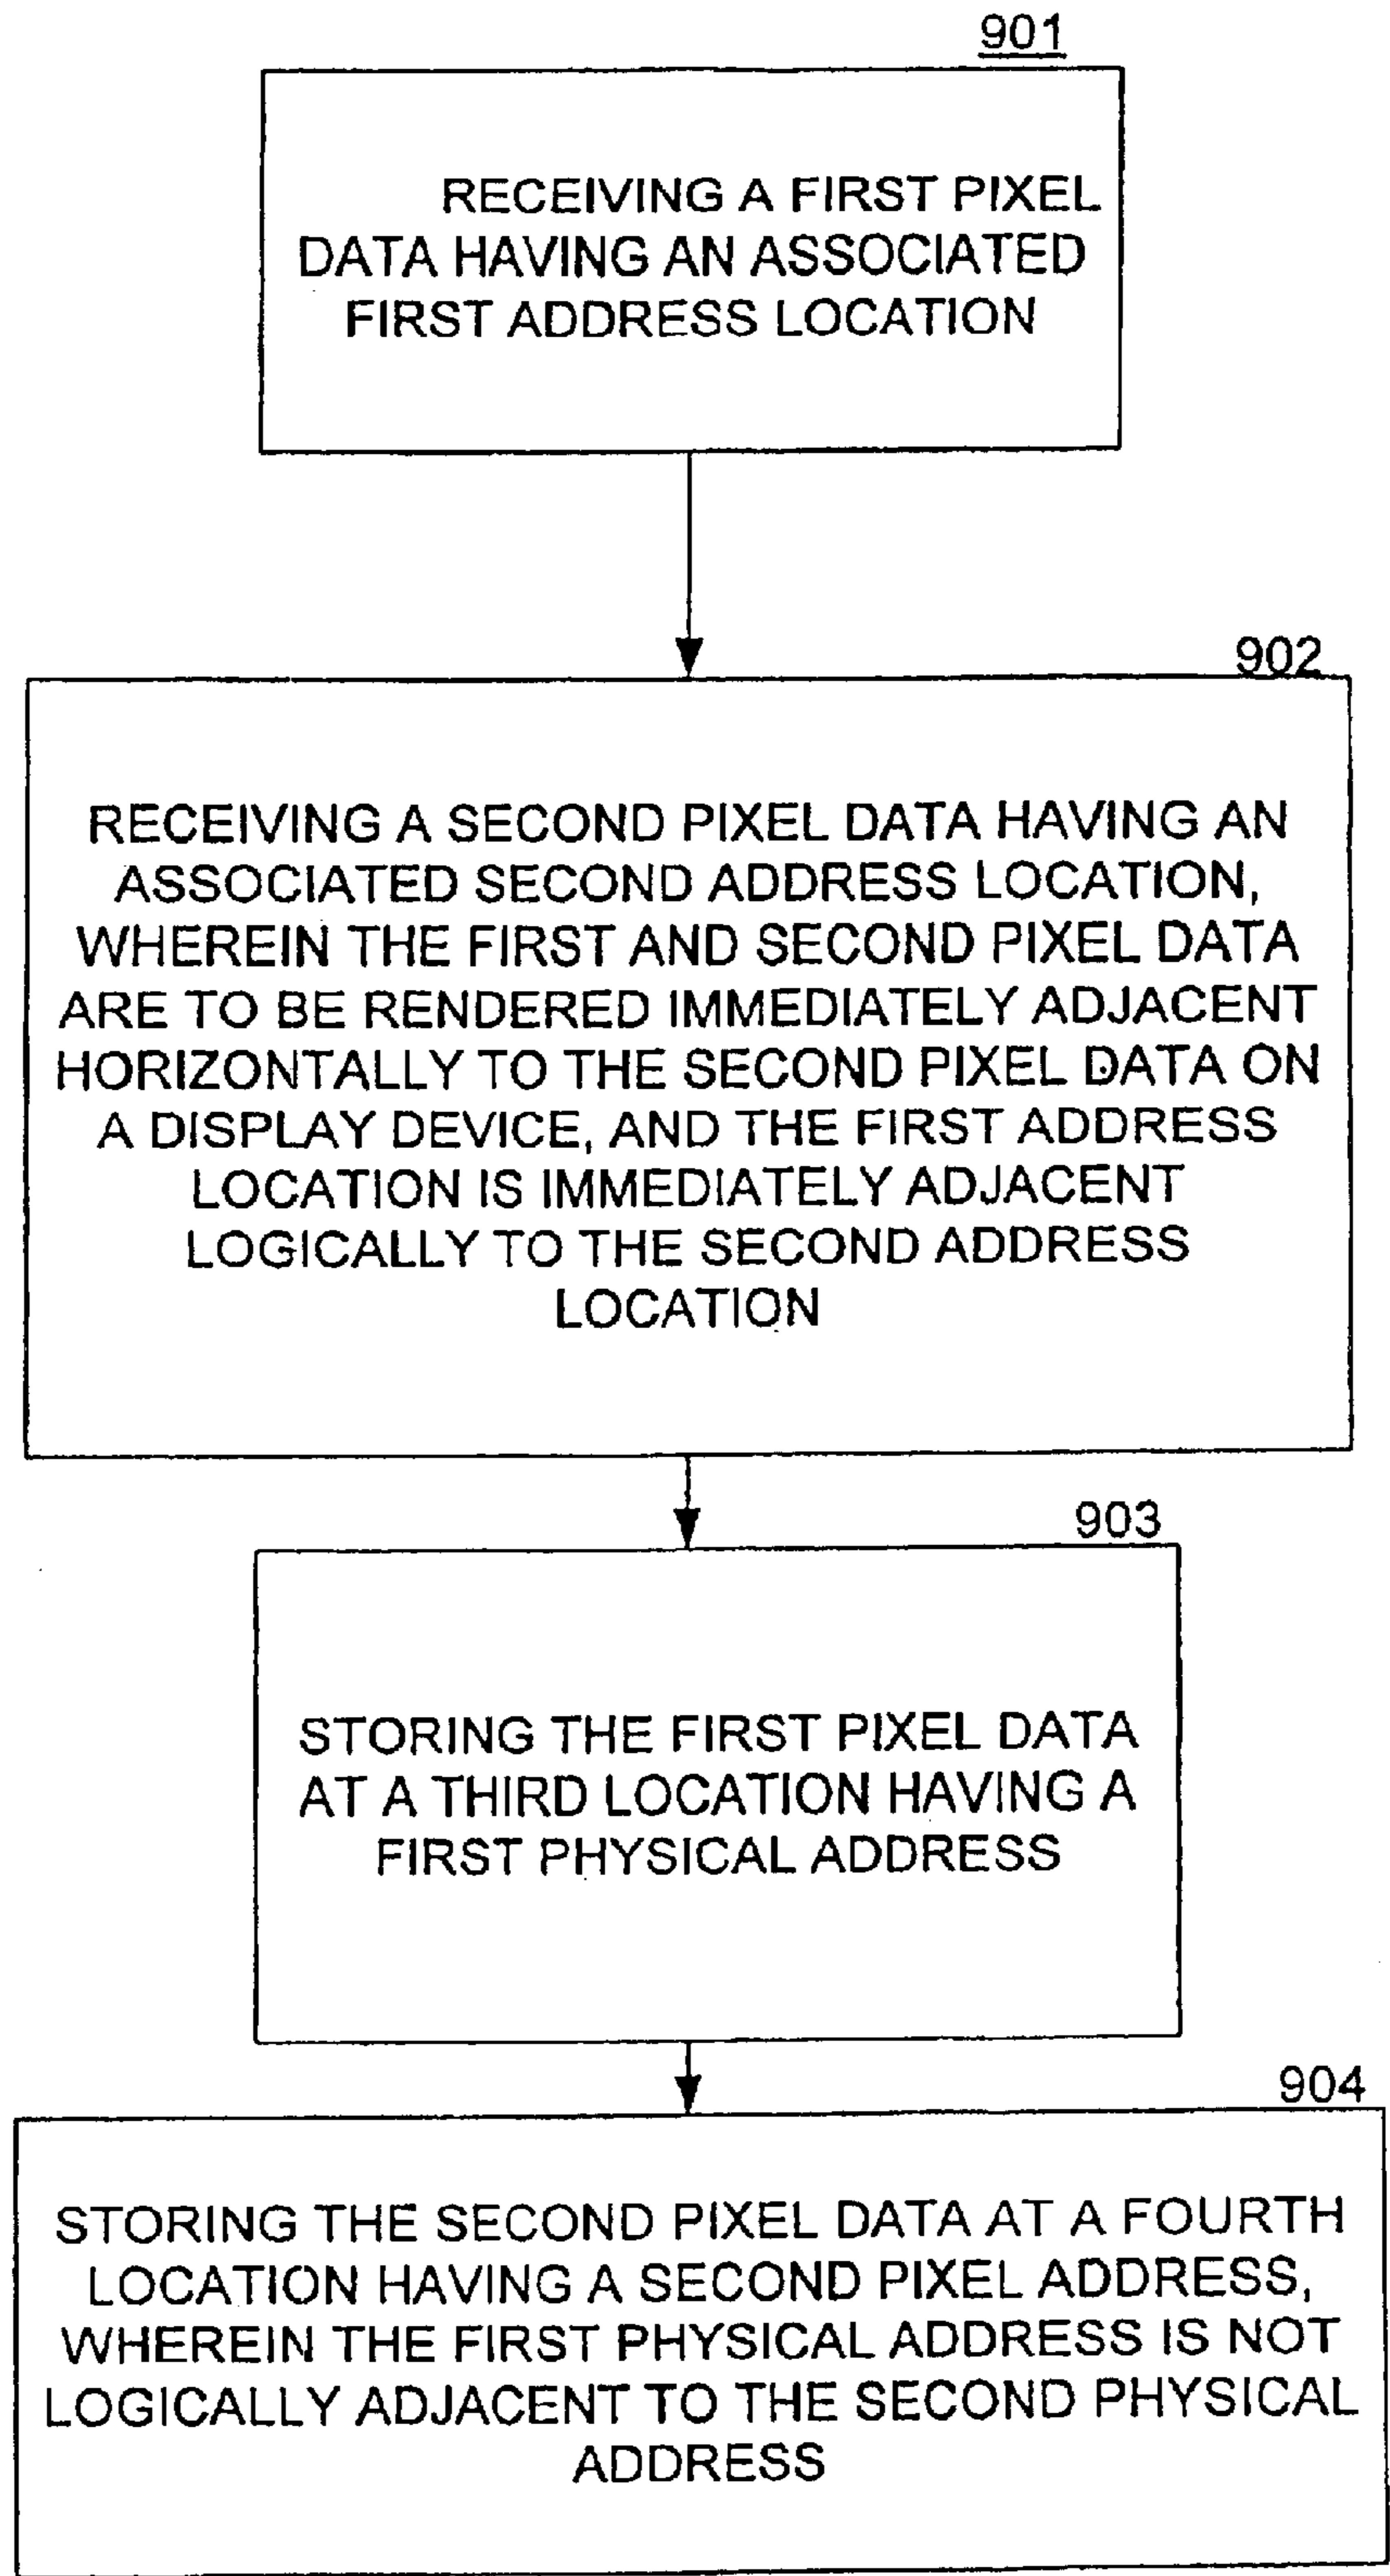 901
RECEIVING A FIRST PIXEL
DATA HAVING AN ASSOCIATED
FIRST ADDRESS LOCATION
902
RECEIVING A SECOND PIXEL DATA HAVING AN
ASSOCIATED SECOND ADDRESS LOCATION,
WHEREIN THE FIRST AND SECOND PIXEL DATA
ARE TO BE RENDERED IMMEDIATELY ADJACENT
HORIZONTALLY TO THE SECOND PIXEL DATA ON
A DISPLAY DEVICE, AND THE FIRST ADDRESS
LOCATION IS IMMEDIATELY ADJACENT
LOGICALLY TO THE SECOND ADDRESS
LOCATION
903
STORING THE FIRST PIXEL DATA
AT A THIRD LOCATION HAVING A
FIRST PHYSICAL ADDRESS
904
STORING THE SECOND PIXEL DATA AT A FOURTH
LOCATION HAVING A SECOND PIXEL ADDRESS,
WHEREIN THE FIRST PHYSICAL ADDRESS IS NOT
LOGICALLY ADJACENT TO THE SECOND PHYSICAL
ADDRESS